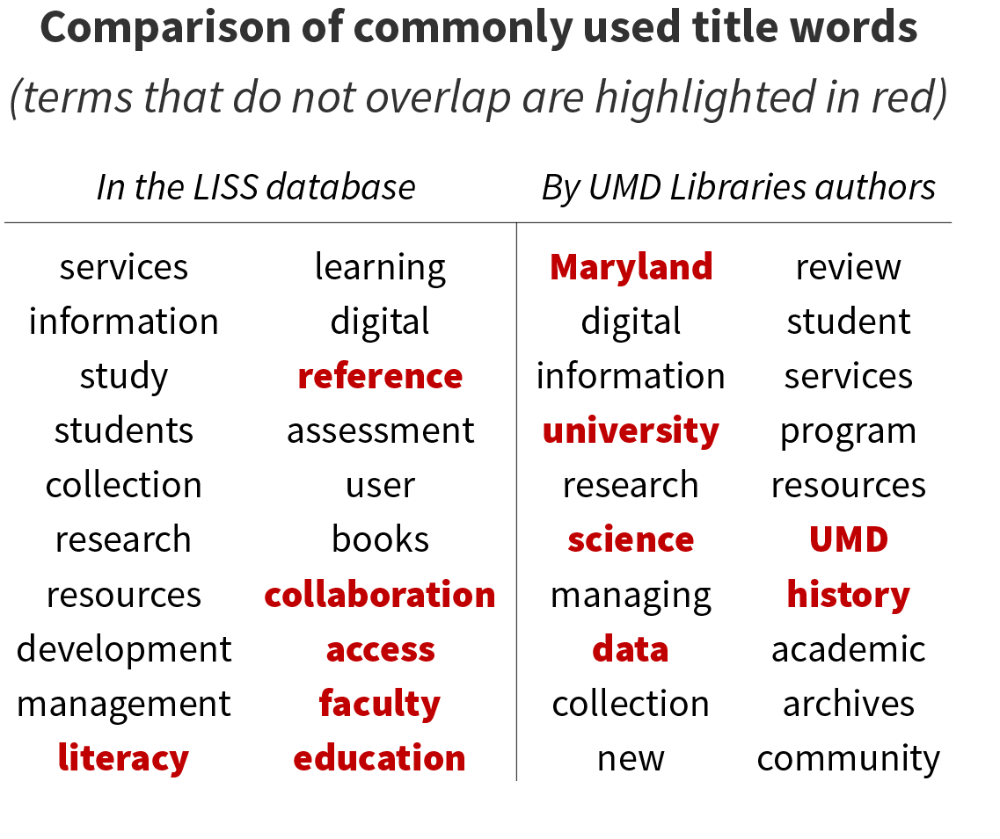 Comparison of commonly used title words
(terms that do not overlap are highlighted in red)
In the LISS database By UMD Libraries authors
services learning Maryland review
information digital digital student
study reference information services
students assessment university program
collection user research resources
research books science UMD
resources collaboration managing history
development access data academic
management faculty collection archives
literacy education new community